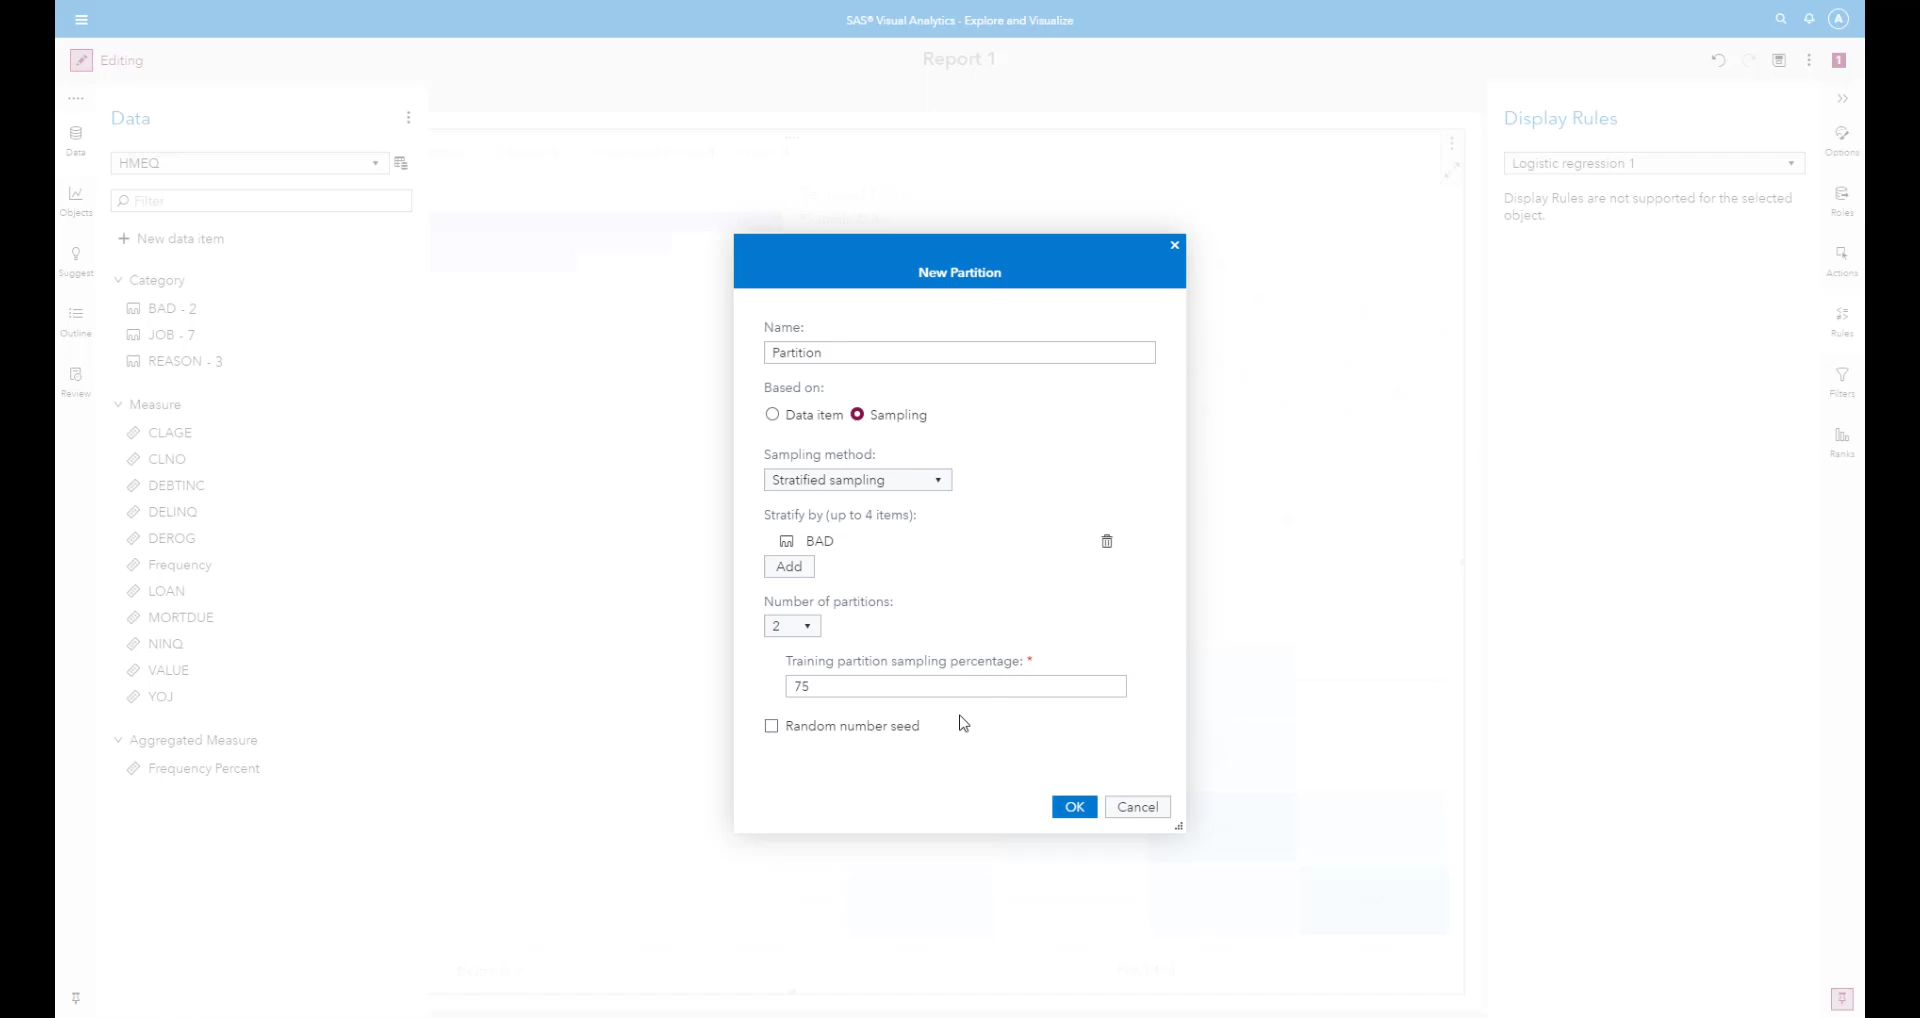 SAS® Visual Analytics - Explore and Visualize
A
Editing
Report 1
1
Data
Objects
Suggest
Outline
Review
Data
HMEQ
Filter
New data item
Category
BAD - 2
JOB - 7
REASON - 3
Measure
CLAGE
CLNO
DEBTINC
DELINQ
DEROG
Frequency
LOAN
MORTDUE
NINQ
VALUE
YOJ
Aggregated Measure
Frequency Percent
New Partition
Name:
Partition
Based on:
Data item Sampling
Sampling method:
Stratified sampling
Stratify by (up to 4 items):
BAD
Add
Number of partitions:
2
Training partition sampling percentage: *
75
Random number seed
OK Cancel
Display Rules
Logistic regression 1
Display Rules are not supported for the selected
object.
Options
Roles
Actions
Rules
Filters
Ranks